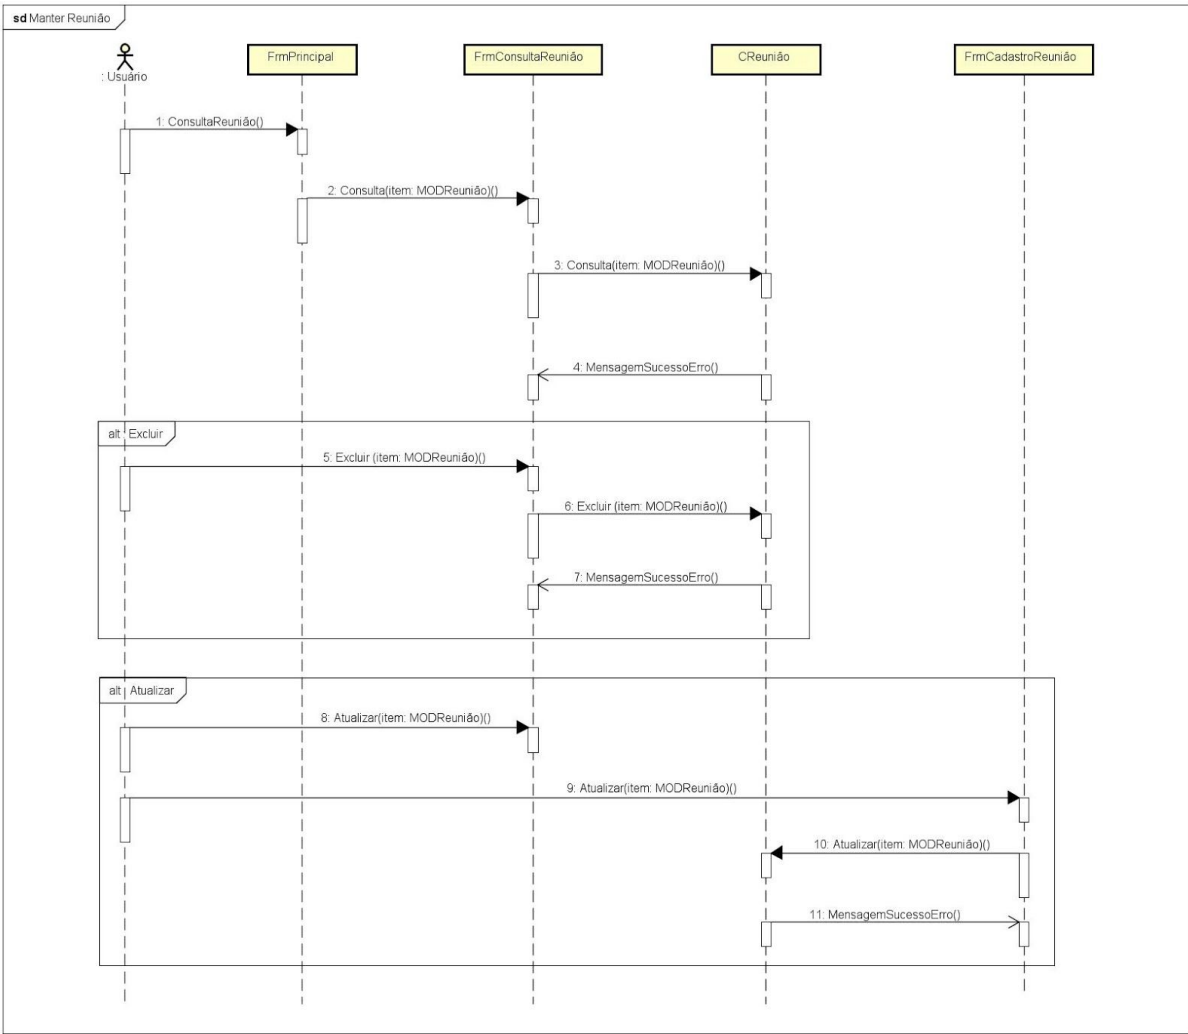 sd Manter Reunião
: Usuário
FrmPrincipal
FrmConsultaReunião
CReunião
FrmCadastroReunião
1: ConsultaReunião()
2: Consulta(item: MODReunião)()
3: Consulta(item: MODReunião)()
4: MensagemSucessoErro()
alt Excluir
5: Excluir (item: MODReunião)()
6: Excluir (item: MODReunião)()
7: MensagemSucessoErro()
alt Atualizar
8: Atualizar(item: MODReunião)()
9: Atualizar(item: MODReunião)()
10: Atualizar(item: MODReunião)()
11: MensagemSucessoErro()